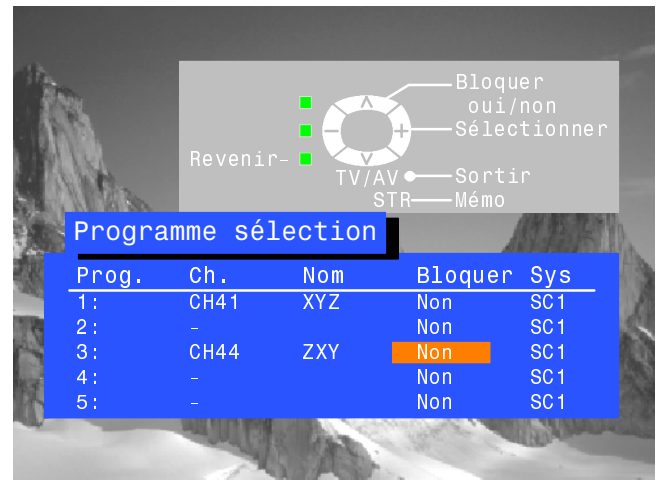 Bloquer
oui/non
Sélectionner
Revenir-
TV/AV Sortir
STR Mémo
Programme sélection
Prog. Ch. Nom Bloquer Sys
1: CH41 XYZ Non SC1
2: - Non SC1
3: CH44 ZXY Non SC1
4: - Non SC1
5: - Non SC1